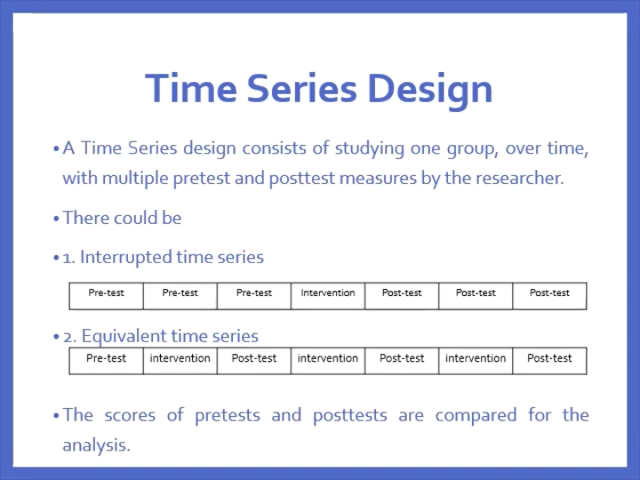 Time Series Design
•A Time Series design consists of studying one group, over time,
with multiple pretest and posttest measures by the researcher.
•There could be
•1. Interrupted time series
Pre-test Pre-test Pre-test Intervention Post-test Post-test Post-test
•2. Equivalent time series
Pre-test intervention Post-test intervention Post-test intervention Post-test
•The scores of pretests and posttests are compared for the
analysis.